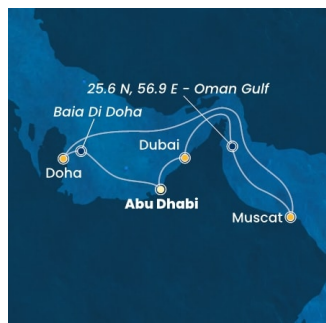 25.6 N, 56.9 E - Oman Gulf
Baia Di Doha
Dubai
Doha
Abu Dhabi
Muscat